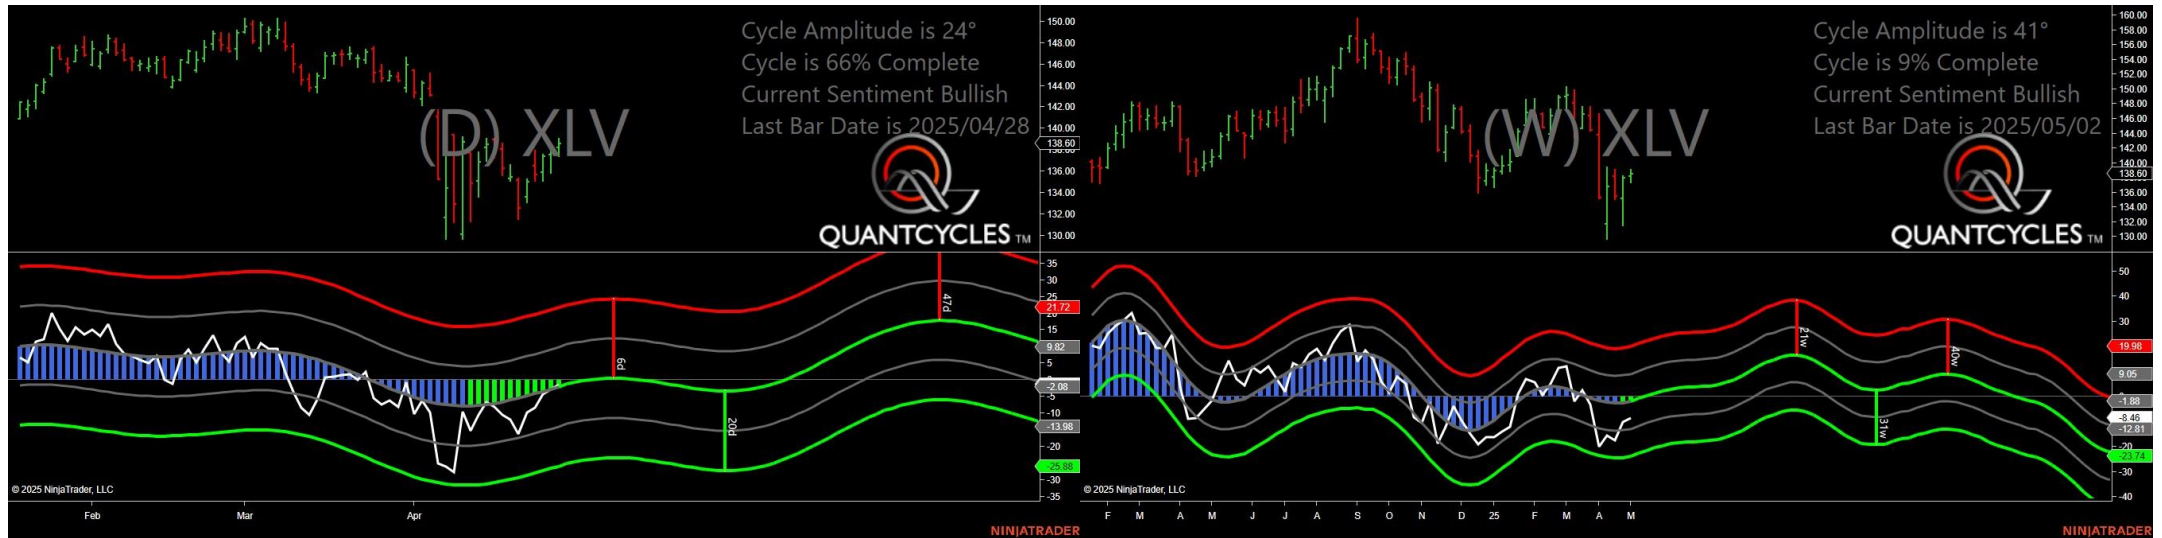 Cycle Amplitude is 24°
Cycle is 66% Complete
Current Sentiment Bullish
Last Bar Date is 2025/04/28
(D) XLV
QUANTCYCLES TM
150.00
148.00
146.00
144.00
142.00
140.00
138.60
136.00
134.00
132.00
130.00
35
30
25
21.72
15
9.82
5
-2.08
-5
-10
-13.98
-20
-25.88
-30
-35
6d
20d
47d
© 2025 NinjaTrader, LLC
Feb Mar Apr
NINJATRADER
Cycle Amplitude is 41°
Cycle is 9% Complete
Current Sentiment Bullish
Last Bar Date is 2025/05/02
(W) XLV
QUANTCYCLES TM
160.00
158.00
156.00
154.00
152.00
150.00
148.00
146.00
144.00
142.00
140.00
138.60
136.00
134.00
132.00
130.00
50
40
30
19.98
9.05
-1.88
-8.46
-12.81
-20
-23.74
-30
-40
21w
31w
40w
© 2025 NinjaTrader, LLC
F M A M J J A S O N D 25 F M A M
NINJATRADER